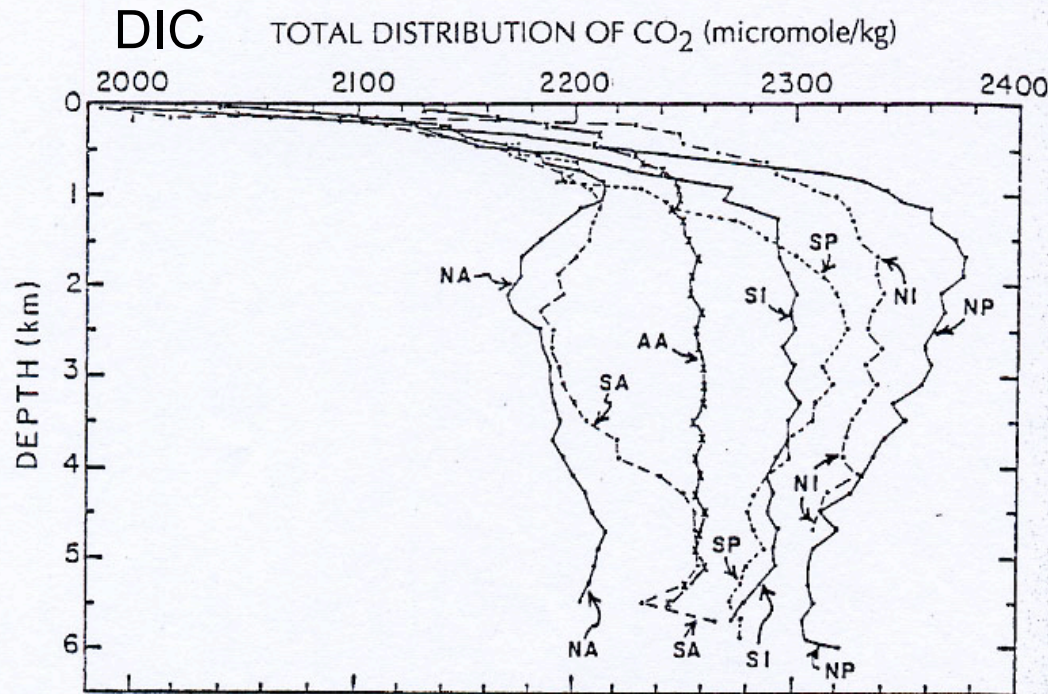 DIC TOTAL DISTRIBUTION OF CO₂ (micromole/kg)
2000 2100 2200 2300 2400
DEPTH (km)
0
1
2
3
4
5
6
NA
SA
AA
SI
SP
NI
NP
NI
SP
NA
SA
SI
NP